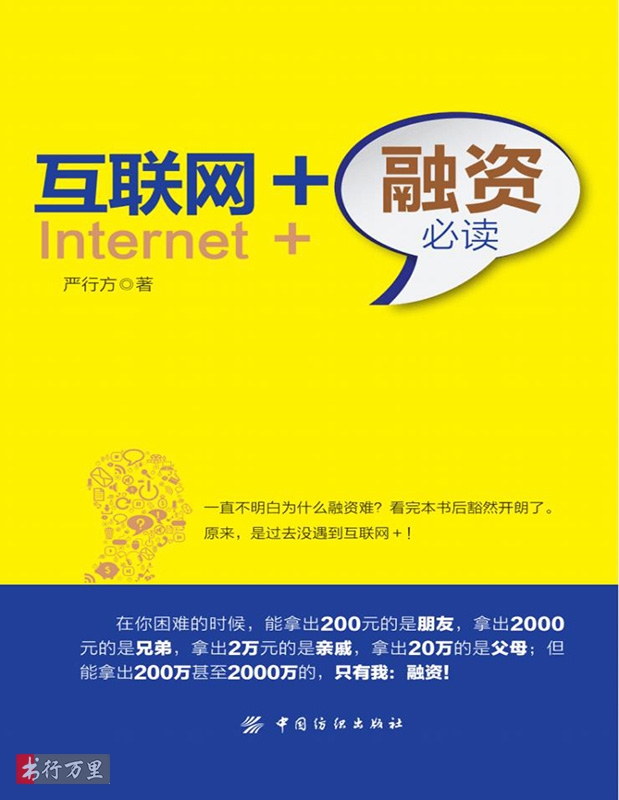 互联网+
融资
必读
Internet +
严行方◎著
一直不明白为什么融资难？看完本书后豁然开朗了。
原来，是过去没遇到互联网+！
在你困难的时候，能拿出200元的是朋友，拿出2000
元的是兄弟，拿出2万元的是亲戚，拿出20万的是父母；但
能拿出200万甚至2000万的，只有我：融资！
中国纺织出版社
书行万里